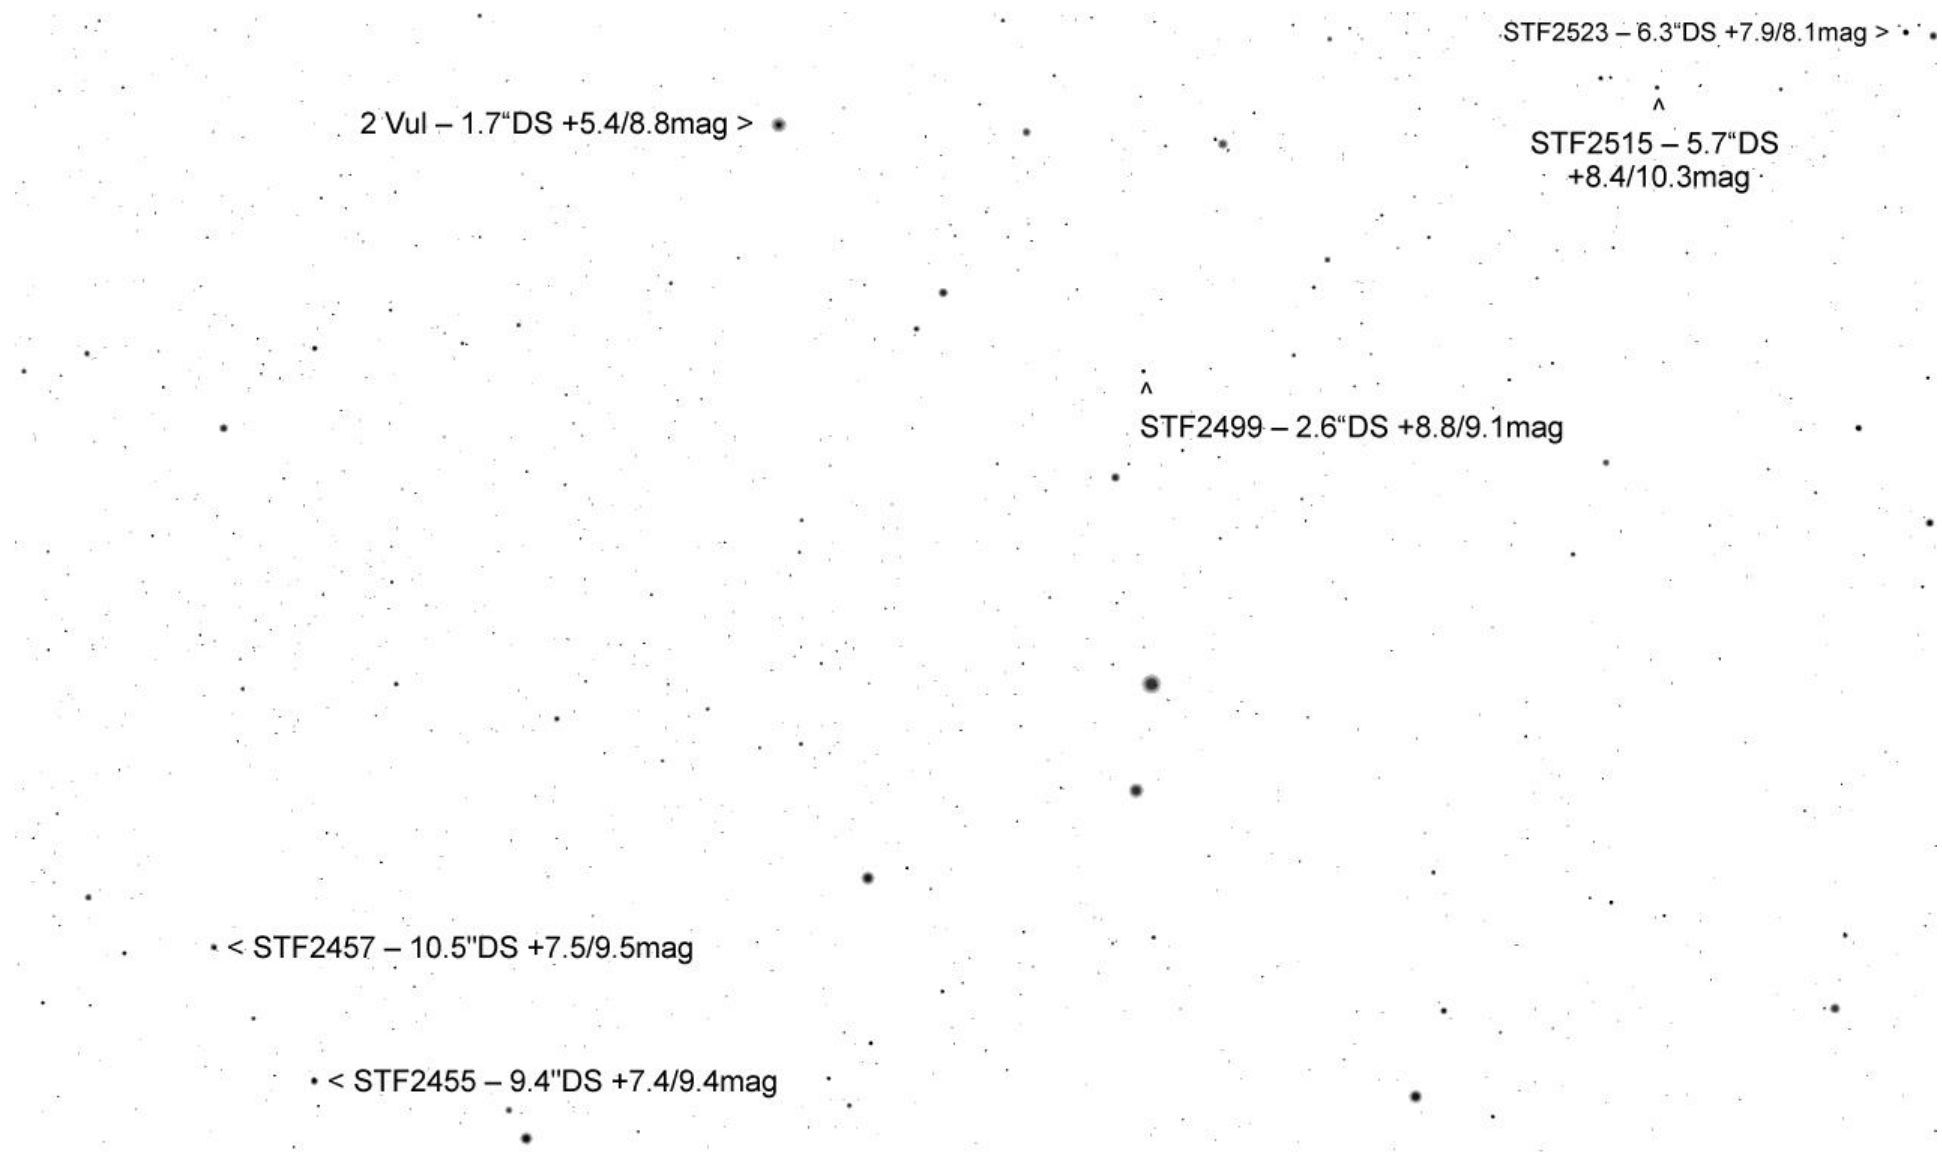 STF2523 – 6.3“DS +7.9/8.1mag >
2 Vul – 1.7“DS +5.4/8.8mag >
^
STF2515 – 5.7“DS
+8.4/10.3mag
^
STF2499 – 2.6“DS +8.8/9.1mag
< STF2457 – 10.5"DS +7.5/9.5mag
< STF2455 – 9.4"DS +7.4/9.4mag